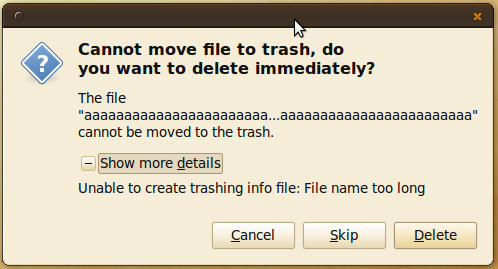 Cannot move file to trash, do
you want to delete immediately?
The file
"aaaaaaaaaaaaaaaaaaaaaaa...aaaaaaaaaaaaaaaaaaaaaaaa"
cannot be moved to the trash.
Show more details
Unable to create trashing info file: File name too long
Cancel Skip Delete